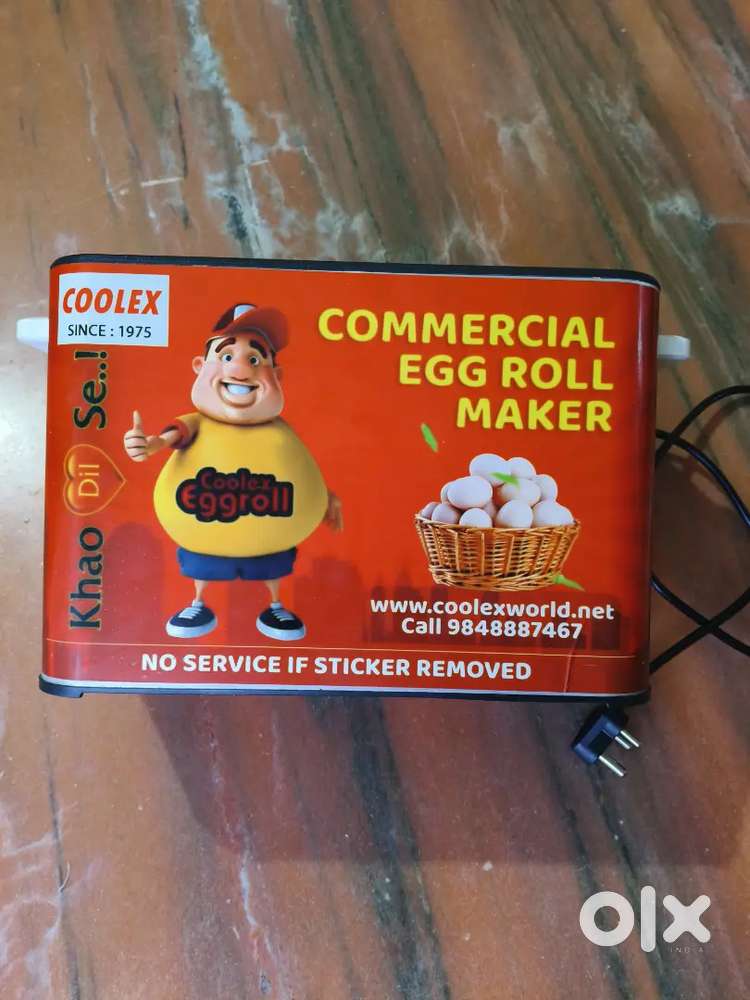 COOLEX
SINCE : 1975
Khao Dil Se..!
Coolex
Eggroll
COMMERCIAL
EGG ROLL
MAKER
www.coolexworld.net
Call 9848887467
NO SERVICE IF STICKER REMOVED
olx
INDIA